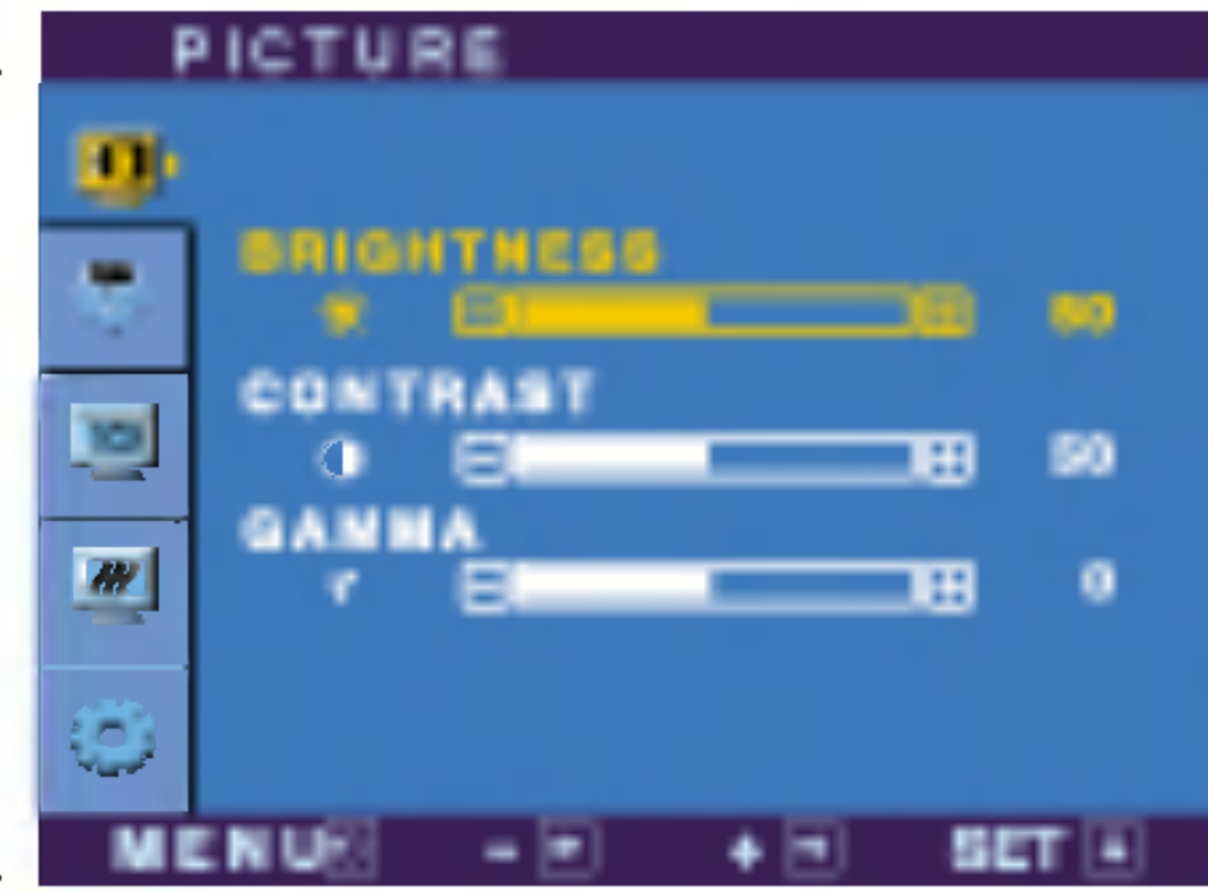 PICTURE
BRIGHTNESS
50
CONTRAST
50
GAMMA
0
MENU - + SET